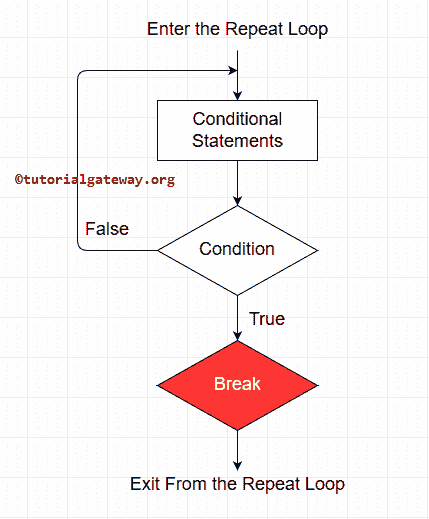 Enter the Repeat Loop
Conditional
Statements
©tutorialgateway.org
False
Condition
True
Break
Exit From the Repeat Loop